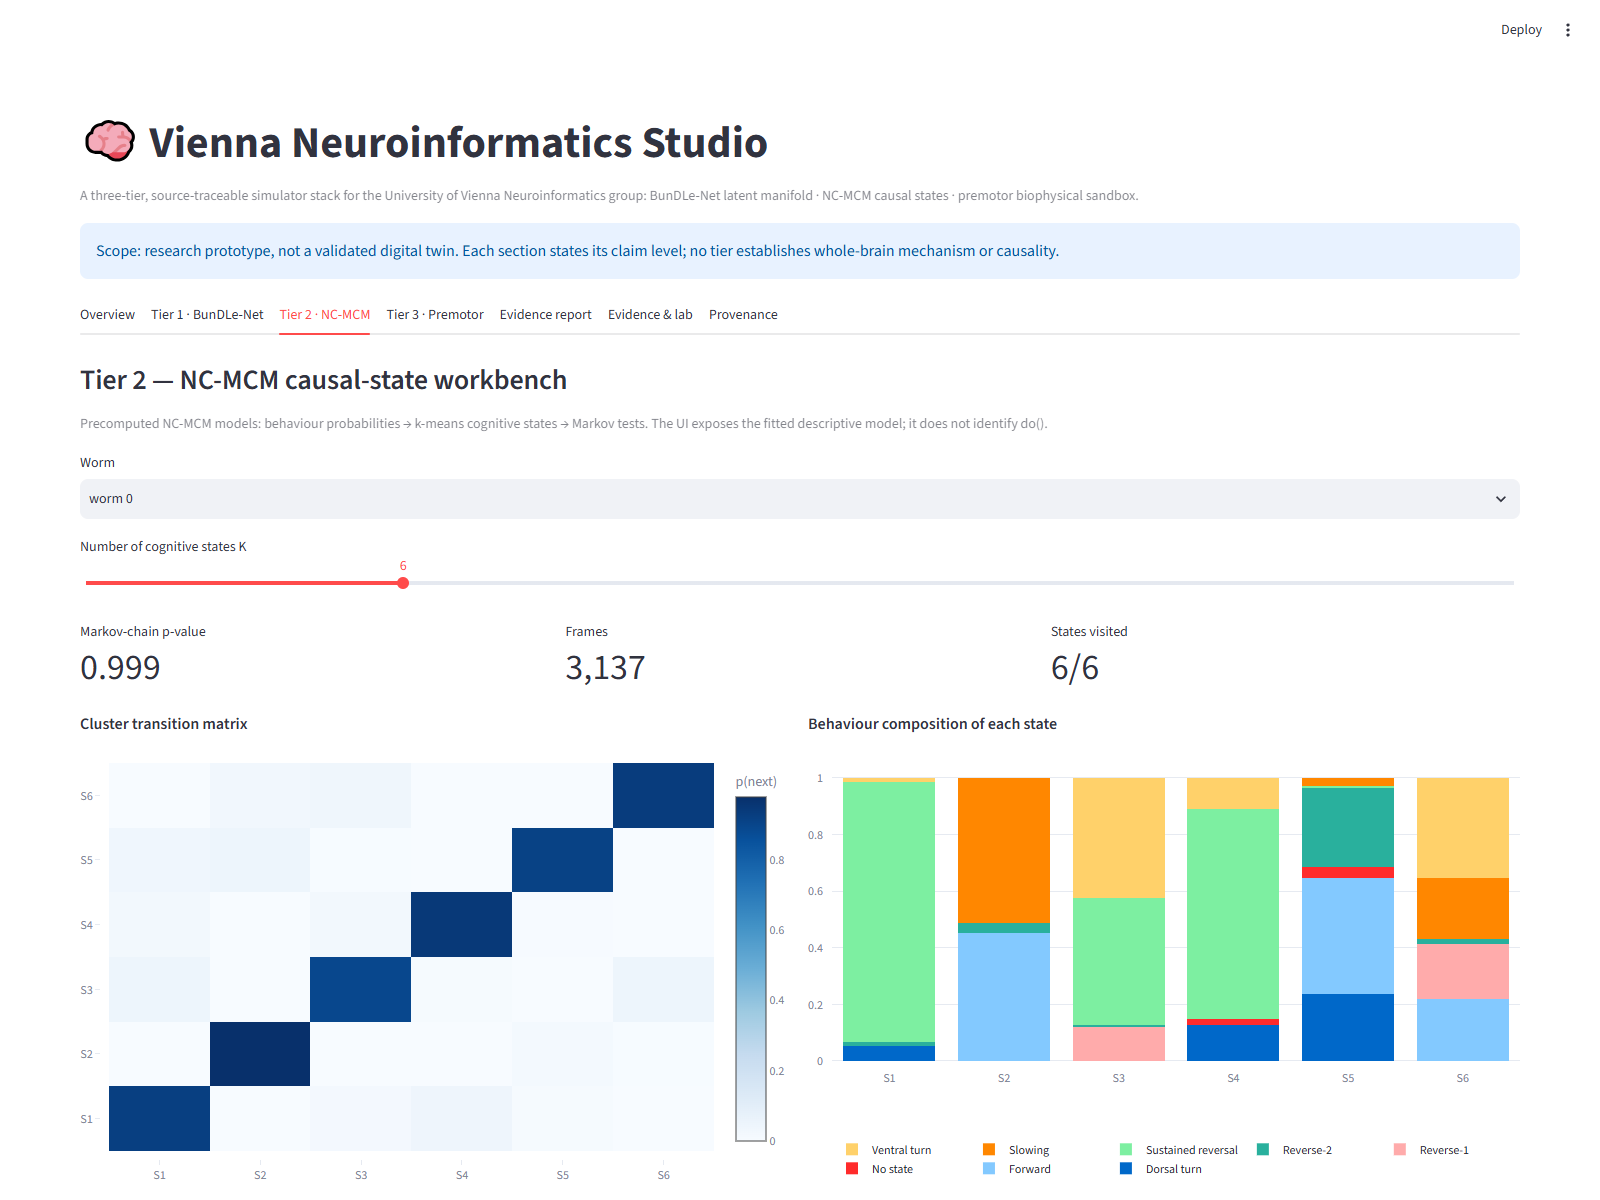 Deploy
Vienna Neuroinformatics Studio
A three-tier, source-traceable simulator stack for the University of Vienna Neuroinformatics group: BunDLe-Net latent manifold · NC-MCM causal states · premotor biophysical sandbox.
Scope: research prototype, not a validated digital twin. Each section states its claim level; no tier establishes whole-brain mechanism or causality.
Overview Tier 1 · BunDLe-Net Tier 2 · NC-MCM Tier 3 · Premotor Evidence report Evidence & lab Provenance
Tier 2 — NC-MCM causal-state workbench
Precomputed NC-MCM models: behaviour probabilities → k-means cognitive states → Markov tests. The UI exposes the fitted descriptive model; it does not identify do().
Worm
worm 0
Number of cognitive states K
6
Markov-chain p-value Frames States visited
0.999 3,137 6/6
Cluster transition matrix
S6
S5
S4
S3
S2
S1
S1 S2 S3 S4 S5 S6
p(next)
0.8
0.6
0.4
0.2
0
Behaviour composition of each state
1
0.8
0.6
0.4
0.2
0
S1 S2 S3 S4 S5 S6
Ventral turn Slowing Sustained reversal Reverse-2 Reverse-1
No state Forward Dorsal turn